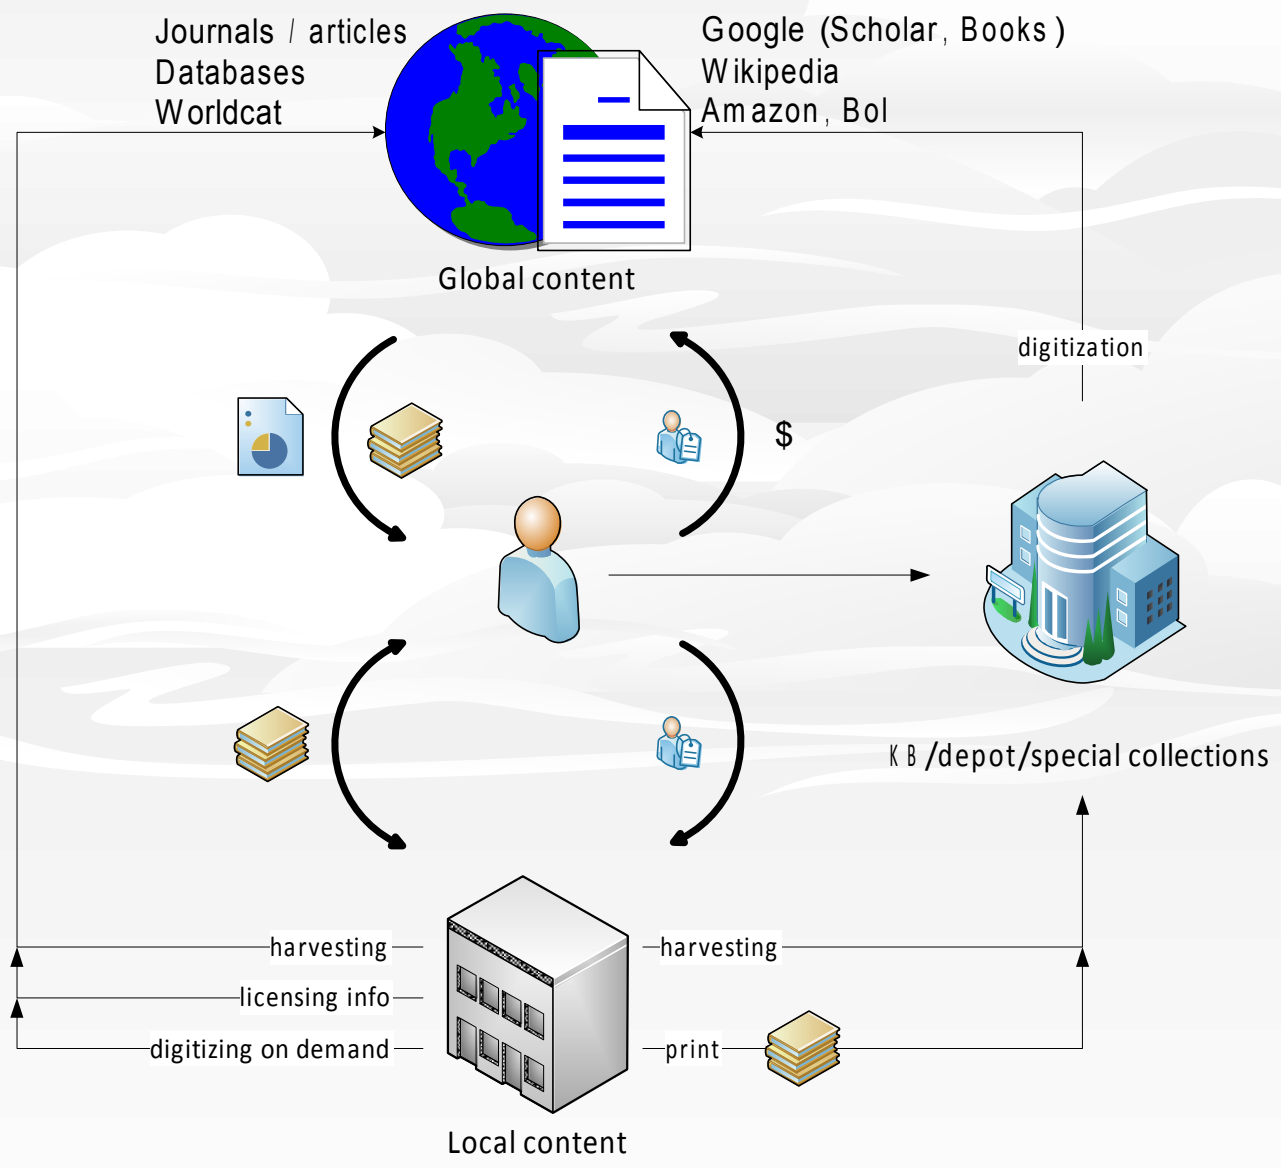 Journals / articles
Databases
Worldcat
Google (Scholar, Books )
Wikipedia
Amazon, Bol
Global content
digitization
$
KB/depot/special collections
harvesting
harvesting
licensing info
digitizing on demand
print
Local content